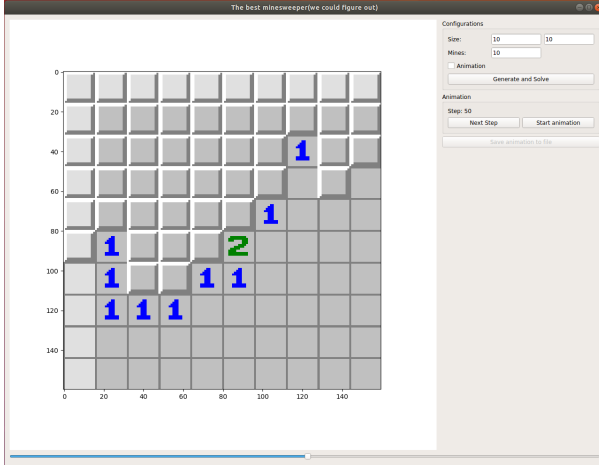 The best minesweeper(we could figure out)
Configurations
Size: 10 10
Mines: 10
Animation
Generate and Solve
Animation
Step: 50
Next Step Start animation
Save animation to file
0
20
40
60
80
100
120
140
0 20 40 60 80 100 120 140
1
1
1 2
1 1 1
1 1 1